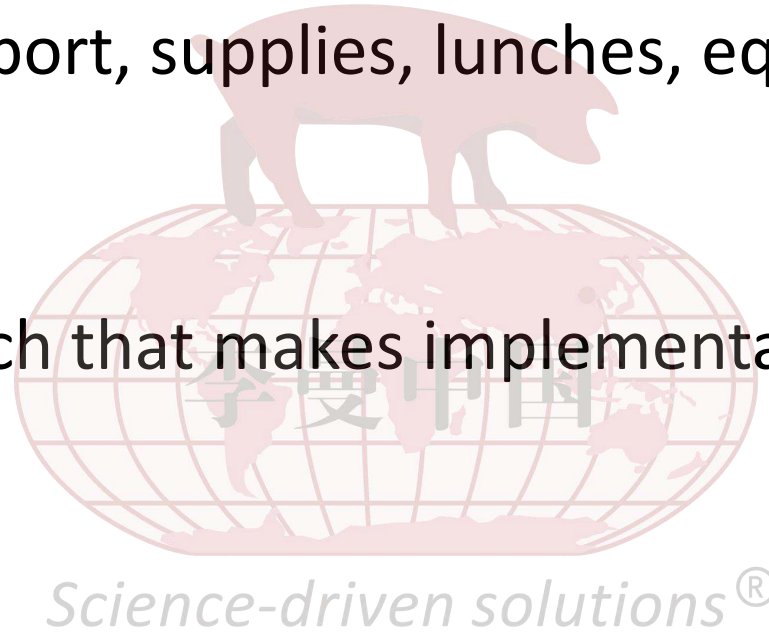 port, supplies, lunches, eq
ch that makes implementa
李曼中国
Science-driven solutions®